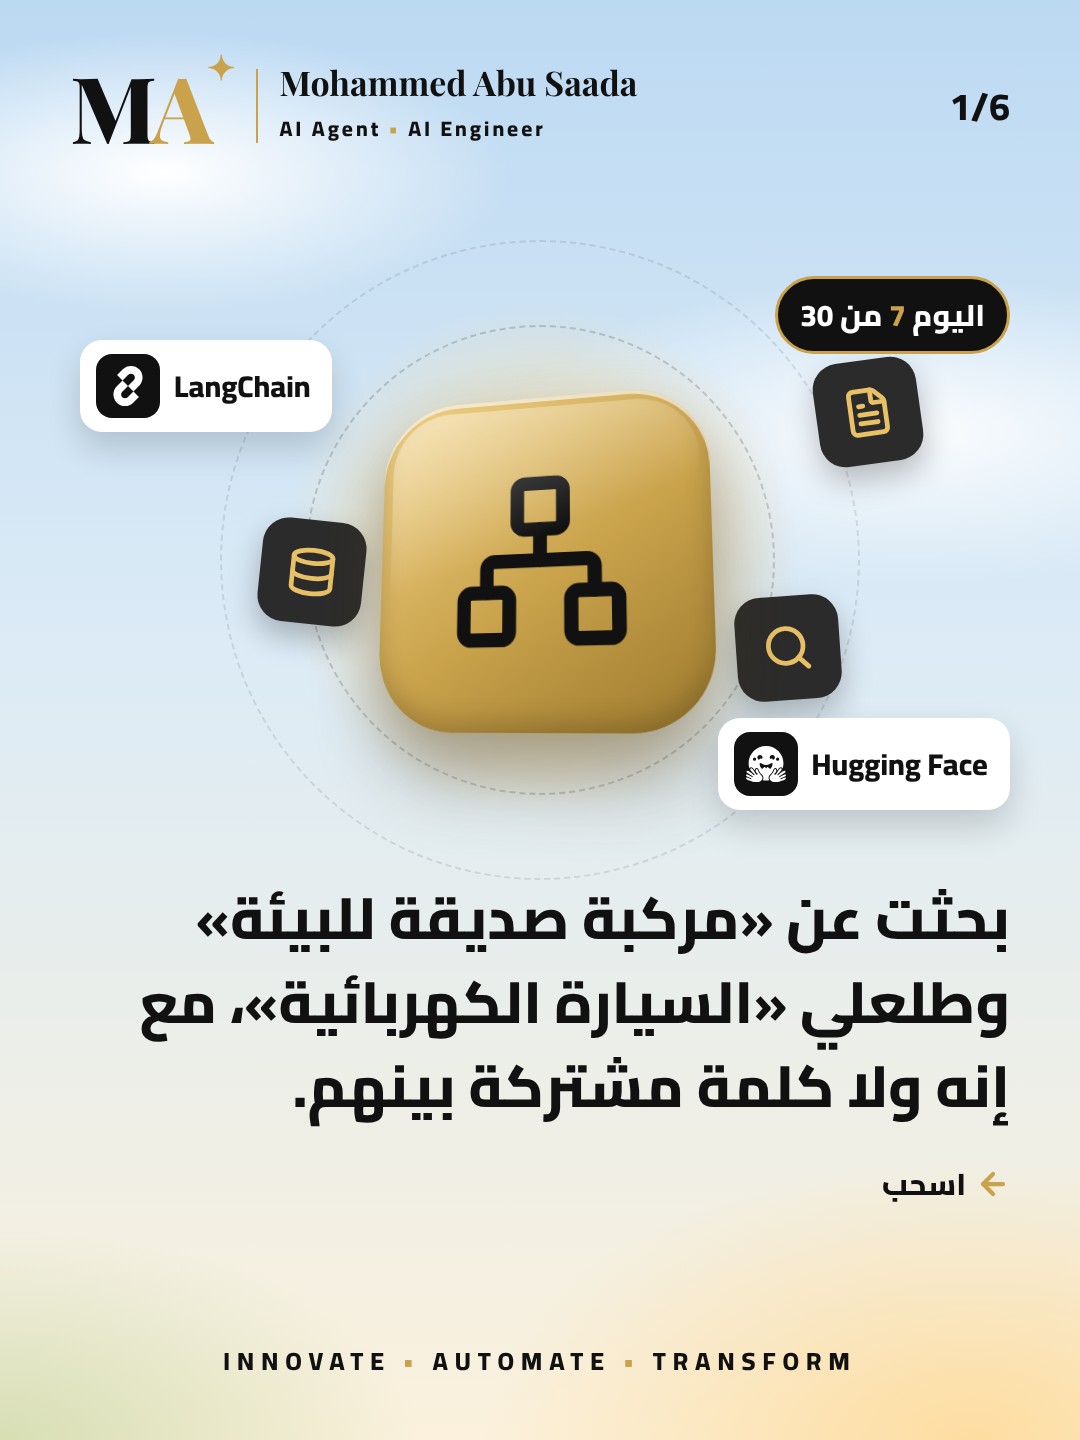 MA
Mohammed Abu Saada
AI Agent ▪ AI Engineer
1/6
اليوم 7 من 30
LangChain
Hugging Face
بحثت عن «مركبة صديقة للبيئة»
وطلعلي «السيارة الكهربائية»، مع
إنه ولا كلمة مشتركة بينهم.
← اسحب
INNOVATE ▪ AUTOMATE ▪ TRANSFORM